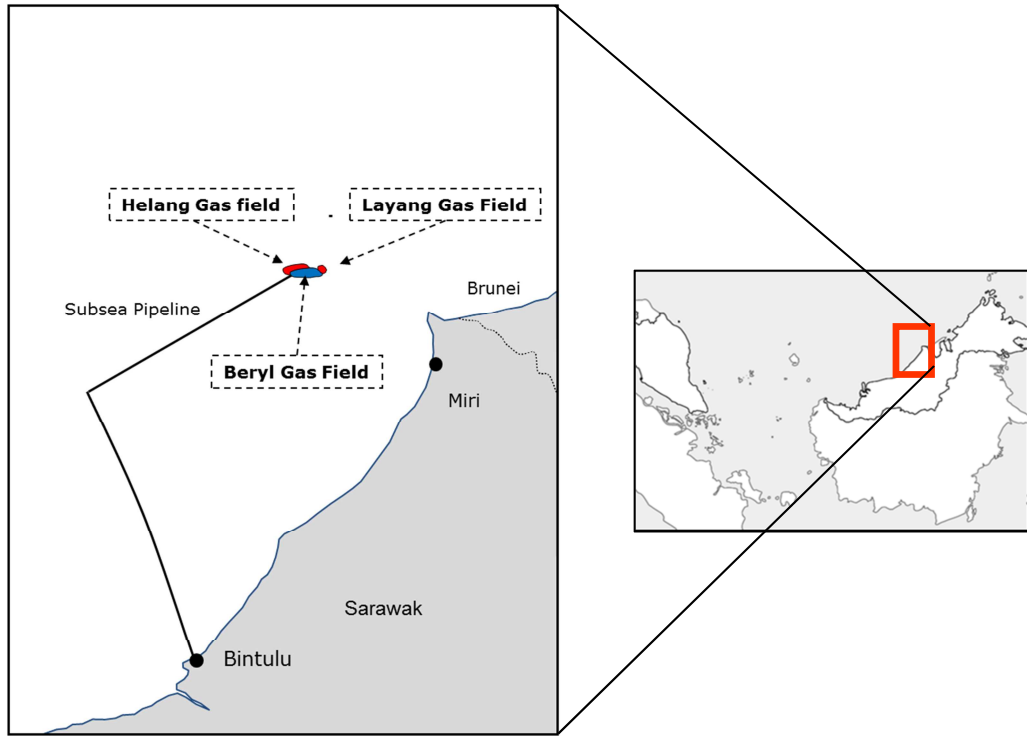 Helang Gas field
Layang Gas Field
Brunei
Subsea Pipeline
Beryl Gas Field
Miri
Sarawak
Bintulu